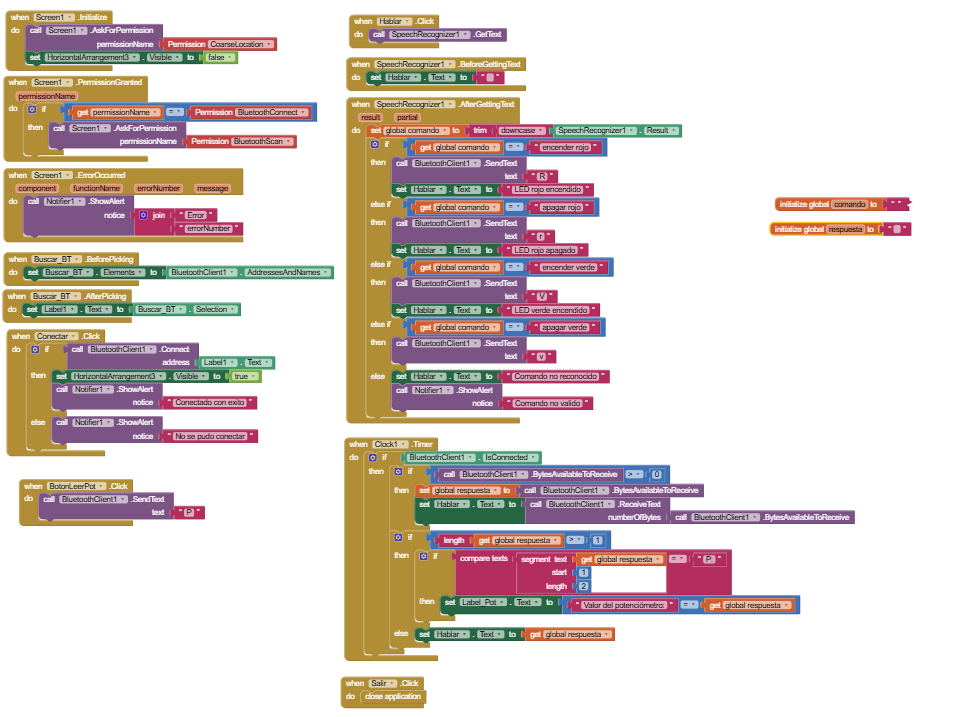 when Screen1 .Initialize
do call Screen1 .AskForPermission
permissionName Permission CoarseLocation
set HorizontalArrangement3 . Visible to false
when Screen1 .PermissionGranted
permissionName
do if get permissionName = Permission BluetoothConnect
then call Screen1 .AskForPermission
permissionName Permission BluetoothScan
when Screen1 .ErrorOccurred
component functionName errorNumber message
do call Notifier1 .ShowAlert
notice join " Error "
" errorNumber "
when Buscar_BT .BeforePicking
do set Buscar_BT . Elements to BluetoothClient1 . AddressesAndNames
when Buscar_BT .AfterPicking
do set Label1 . Text to Buscar_BT . Selection
when Conectar .Click
do if call BluetoothClient1 .Connect
address Label1 . Text
then set HorizontalArrangement3 . Visible to true
call Notifier1 .ShowAlert
notice " Conectado con exito "
else call Notifier1 .ShowAlert
notice " No se pudo conectar "
when BotonLeerPot .Click
do call BluetoothClient1 .SendText
text " P "
when Hablar .Click
do call SpeechRecognizer1 .GetText
when SpeechRecognizer1 .BeforeGettingText
do set Hablar . Text to " "
when SpeechRecognizer1 .AfterGettingText
result partial
do set global comando to trim downcase SpeechRecognizer1 . Result
if get global comando = " encender rojo "
then call BluetoothClient1 .SendText
text " R "
set Hablar . Text to " LED rojo encendido "
else if get global comando = " apagar rojo "
then call BluetoothClient1 .SendText
text " r "
set Hablar . Text to " LED rojo apagado "
else if get global comando = " encender verde "
then call BluetoothClient1 .SendText
text " V "
set Hablar . Text to " LED verde encendido "
else if get global comando = " apagar verde "
then call BluetoothClient1 .SendText
text " v "
else set Hablar . Text to " Comando no reconocido "
call Notifier1 .ShowAlert
notice " Comando no valido "
when Clock1 .Timer
do if BluetoothClient1 . IsConnected
then if call BluetoothClient1 .BytesAvailableToReceive > 0
then set global respuesta to call BluetoothClient1 .BytesAvailableToReceive
set Hablar . Text to call BluetoothClient1 .ReceiveText
numberOfBytes call BluetoothClient1 .BytesAvailableToReceive
if length get global respuesta > 1
then if compare texts segment text get global respuesta = " P: "
start 1
length 2
then set Label_Pot . Text to " Valor del potenciómetro: " = get global respuesta
else set Hablar . Text to get global respuesta
when Salir .Click
do close application
initialize global comando to " "
initialize global respuesta to " "